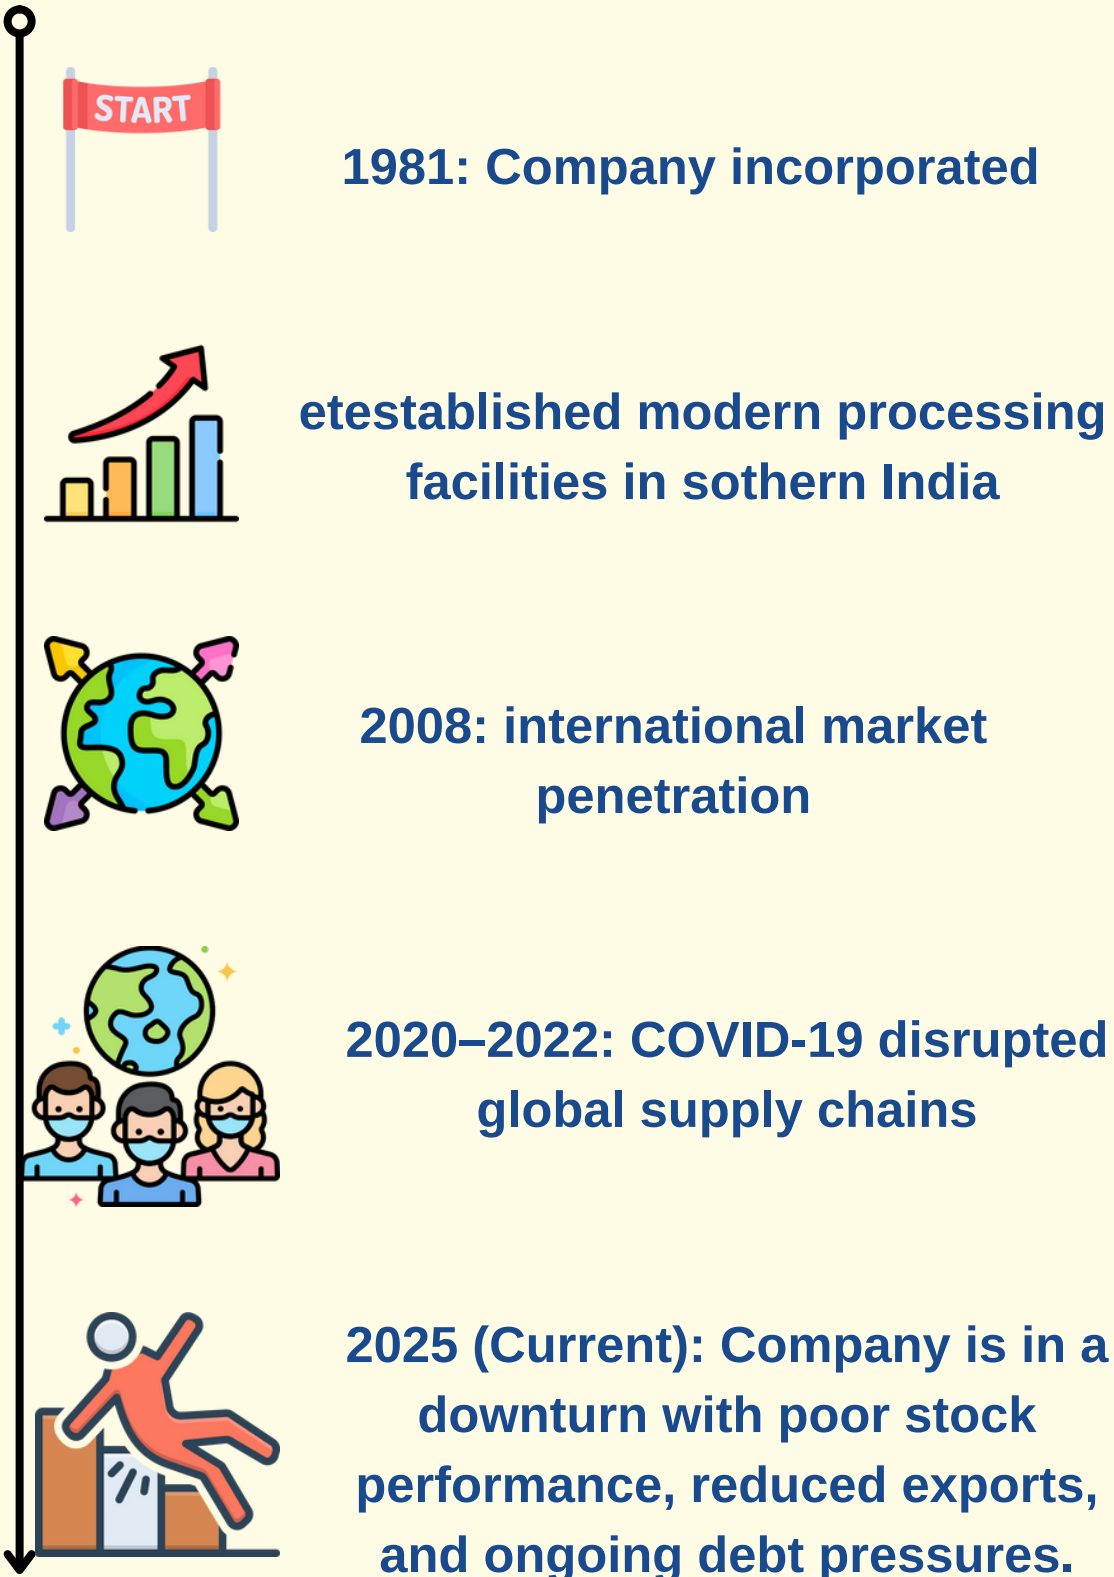 START
1981: Company incorporated
etestablished modern processing
facilities in sothern India
2008: international market
penetration
2020–2022: COVID-19 disrupted
global supply chains
2025 (Current): Company is in a
downturn with poor stock
performance, reduced exports,
and ongoing debt pressures.